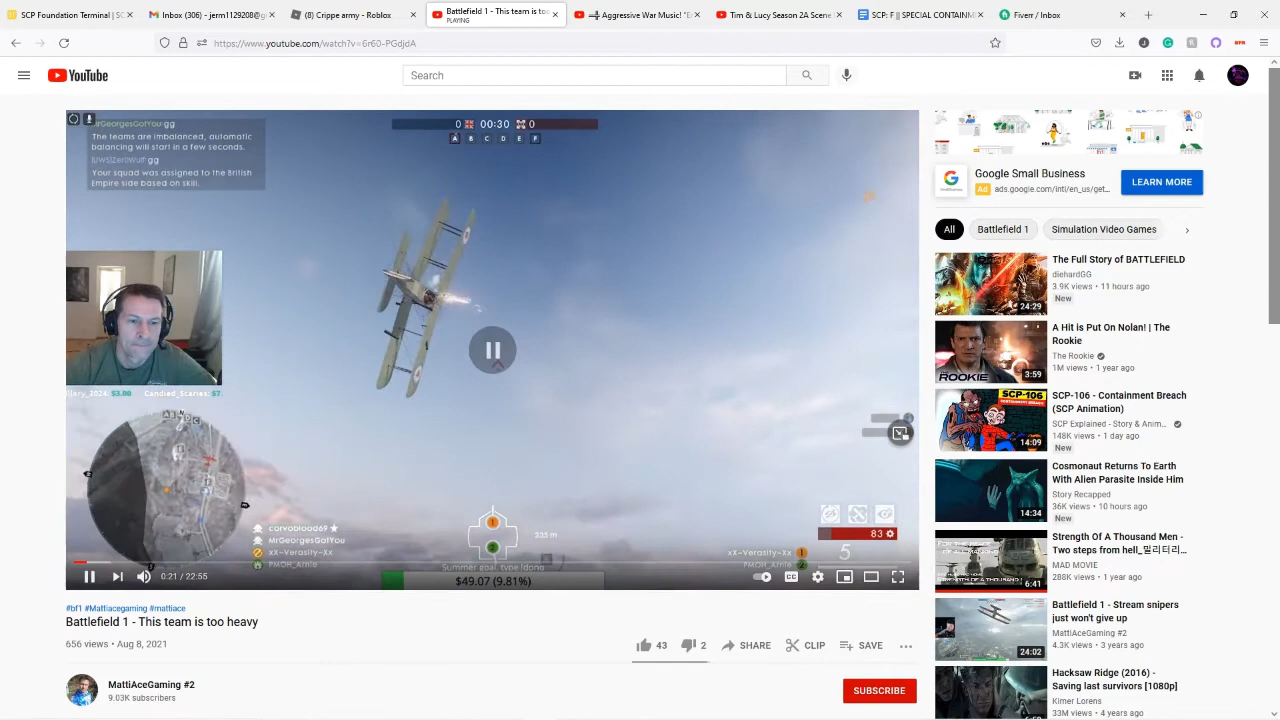 SCP Foundation Terminal | SC
Inbox (308) - jerm112920@g
(8) Crippe army - Roblox
Battlefield 1 - This team is too
PLAYING
Aggressive War Music! "E
Tim & Lucy Season 2A Scene
SCP: F || SPECIAL CONTAINM
Fiverr / Inbox
https://www.youtube.com/watch?v=6r60-PGdjdA
YouTube
Search
MrGeorgesGotYou: gg
The teams are imbalanced, automatic
balancing will start in a few seconds.
gg
Your squad was assigned to the British
Empire side based on skill.
0 00:30 0
A B C D E F
$3.00 Candied_Scaries: $7
N
corvoblood69
MrGeorgesGotYou
xX-Verasity-Xx
PMOH_Arnie
235 m
83
5
xX-Verasity-Xx
PMOH_Arnie
Summer goal, type !dono
$49.07 (9.81%)
0:21 / 22:55
#bf1 #Mattiacegaming #mattiace
Battlefield 1 - This team is too heavy
656 views • Aug 8, 2021
43 2 SHARE CLIP SAVE
MattiAceGaming #2
9.03K subscribers
SUBSCRIBE
Google Small Business
Ad ads.google.com/intl/en_us/get...
LEARN MORE
All Battlefield 1 Simulation Video Games
The Full Story of BATTLEFIELD
diehardGG
3.9K views • 11 hours ago
New
24:29
A Hit is Put On Nolan! | The
Rookie
The Rookie
1M views • 1 year ago
ROOKIE
3:59
SCP-106
CONTAINMENT BREACH
SCP-106 - Containment Breach
(SCP Animation)
SCP Explained - Story & Anim...
148K views • 1 day ago
New
14:09
Cosmonaut Returns To Earth
With Alien Parasite Inside Him
Story Recapped
36K views • 10 hours ago
New
14:34
Strength Of A Thousand Men -
Two steps from hell_밀리터리...
MAD MOVIE
288K views • 1 year ago
6:41
Battlefield 1 - Stream snipers
just won't give up
MattiAceGaming #2
4.3K views • 3 years ago
24:02
Hacksaw Ridge (2016) -
Saving last survivors [1080p]
Kimer Lorens
33M views • 4 years ago